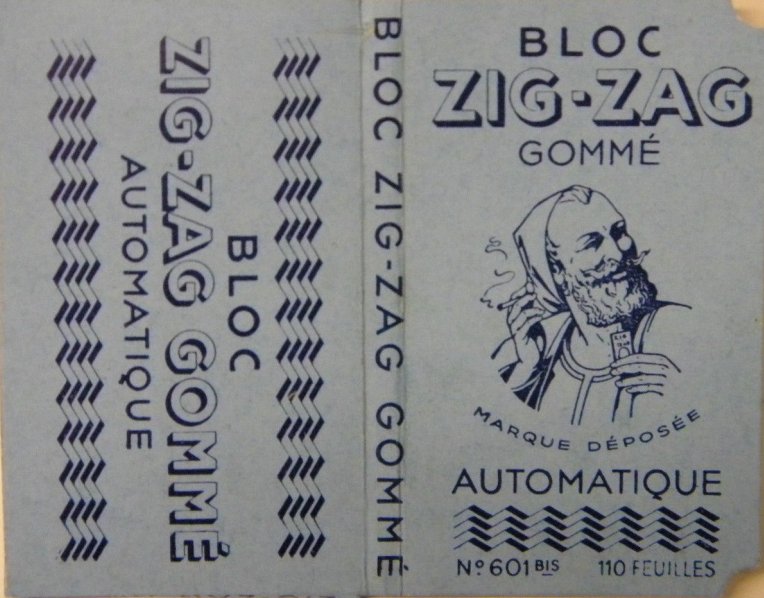 BLOC
ZIG-ZAG GOMMÉ
AUTOMATIQUE
BLOC ZIG-ZAG GOMMÉ
BLOC
ZIG-ZAG
GOMMÉ
ZIG
MARQUE DÉPOSÉE
AUTOMATIQUE
Nº 601 BIS 110 FEUILLES